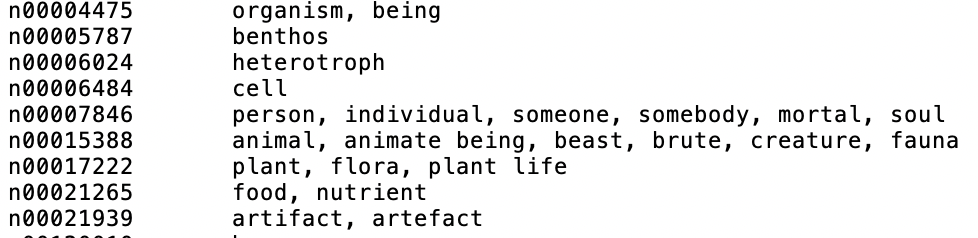 n00004475 organism, being
n00005787 benthos
n00006024 heterotroph
n00006484 cell
n00007846 person, individual, someone, somebody, mortal, soul
n00015388 animal, animate being, beast, brute, creature, fauna
n00017222 plant, flora, plant life
n00021265 food, nutrient
n00021939 artifact, artefact